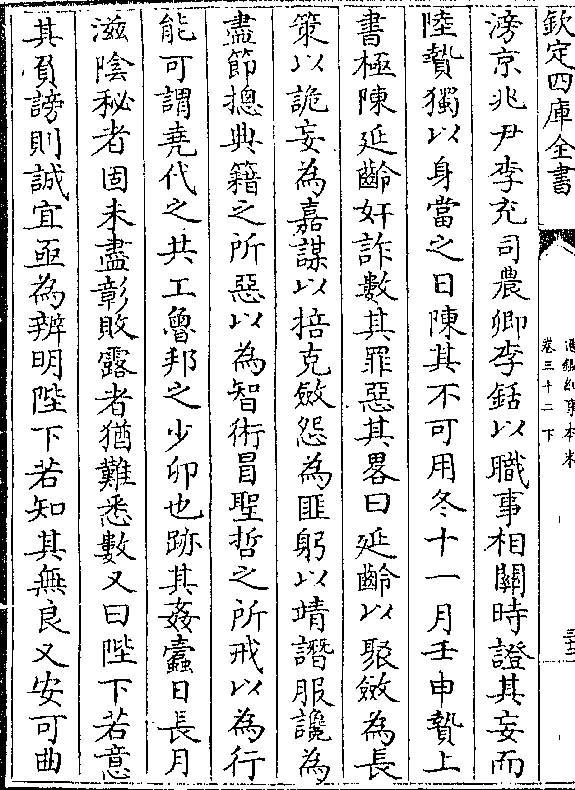 欽定四庫全書
通鑑紀事本末
卷三十二下
滂京兆尹李充司農卿李銛以職事相關時證其妄而
陸贄獨以身當之日陳其不可用冬十一月壬申贄上
書極陳延齡奸詐數其罪惡其畧曰延齡以聚斂為長
策以詭妄為嘉謀以掊克斂怨為匪躬以靖譖服讒為
盡節揔典籍之所惡以為智術冒聖哲之所戒以為行
能可謂堯代之共工魯邦之少卯也跡其姦蠧日長月
滋陰秘者固未盡彰敗露者猶難悉數又曰陛下若意
其負謗則誠宜亟為辨明陛下若知其無良又安可曲